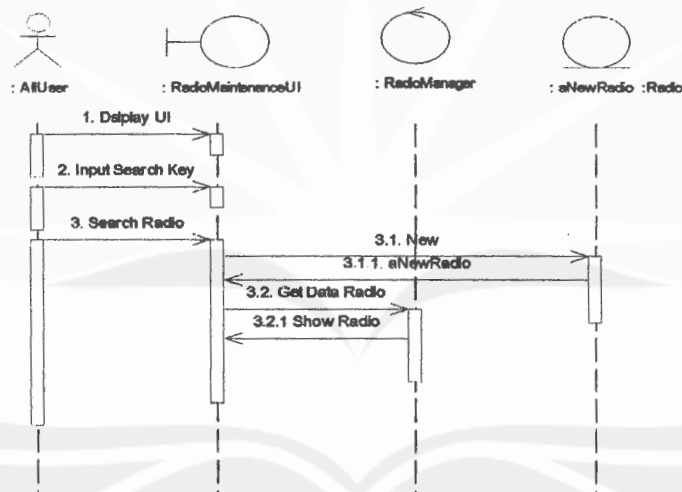 : AllUser
: RadioMaintenanceUI
: RadioManager
: aNewRadio :Radio
1. Dsiplay UI
2. Input Search Key
3. Search Radio
3.1. New
3.1.1. aNewRadio
3.2. Get Data Radio
3.2.1 Show Radio